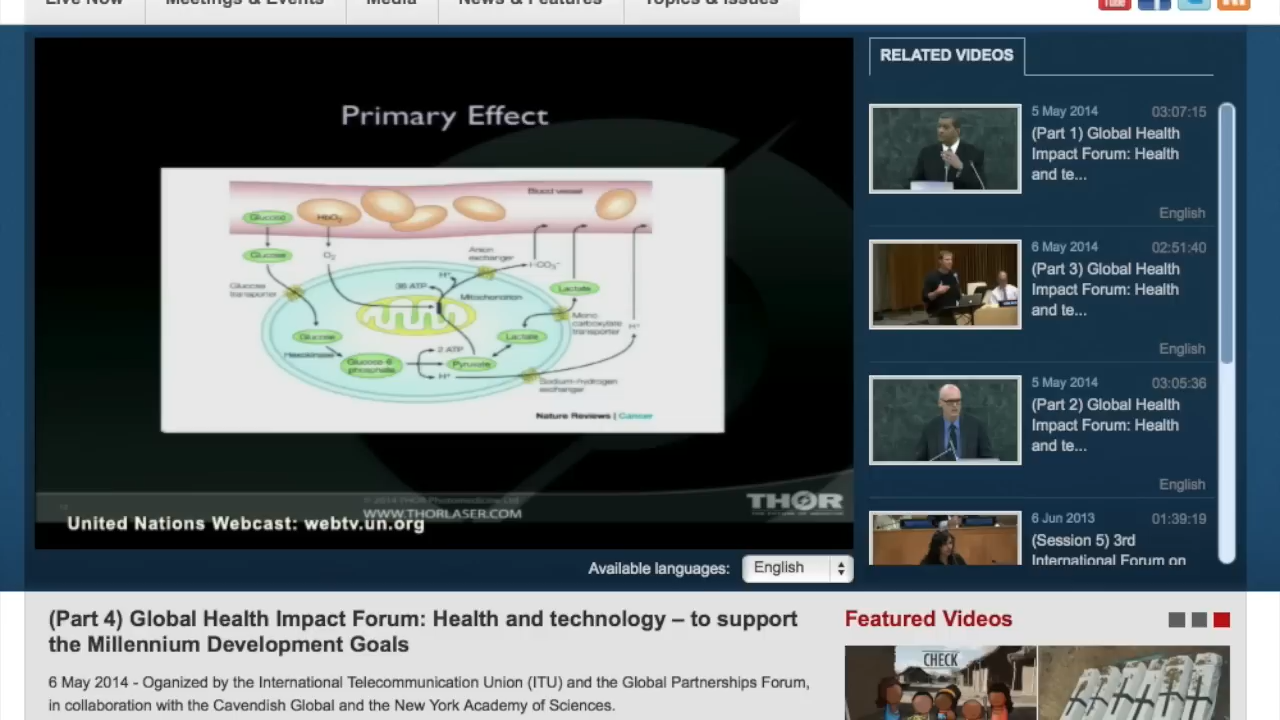 Live Now
Meetings & Events
Media
News & Features
Topics & Issues
Tube
Primary Effect
Blood vessel
Glucose
HbO₂
Glucose
O₂
Anion
exchanger
HCO₃⁻
H⁺
Glucose
transporter
36 ATP
Mitochondrion
Lactate
Mono
carboxylate
transporter
H⁺
Glucose
Lactate
Hexokinase
2 ATP
Glucose-6
phosphate
Pyruvate
H⁺
Sodium-hydrogen
exchanger
Nature Reviews | Cancer
© 2014 THOR Photomedicine Ltd
WWW.THORLASER.COM
THOR
United Nations Webcast: webtv.un.org
Available languages:
English
RELATED VIDEOS
5 May 2014
03:07:15
(Part 1) Global Health
Impact Forum: Health
and te...
English
6 May 2014
02:51:40
(Part 3) Global Health
Impact Forum: Health
and te...
English
5 May 2014
03:05:36
(Part 2) Global Health
Impact Forum: Health
and te...
English
6 Jun 2013
01:39:19
(Session 5) 3rd
International Forum on
(Part 4) Global Health Impact Forum: Health and technology – to support
the Millennium Development Goals
6 May 2014 - Oganized by the International Telecommunication Union (ITU) and the Global Partnerships Forum,
in collaboration with the Cavendish Global and the New York Academy of Sciences.
Featured Videos
CHECK